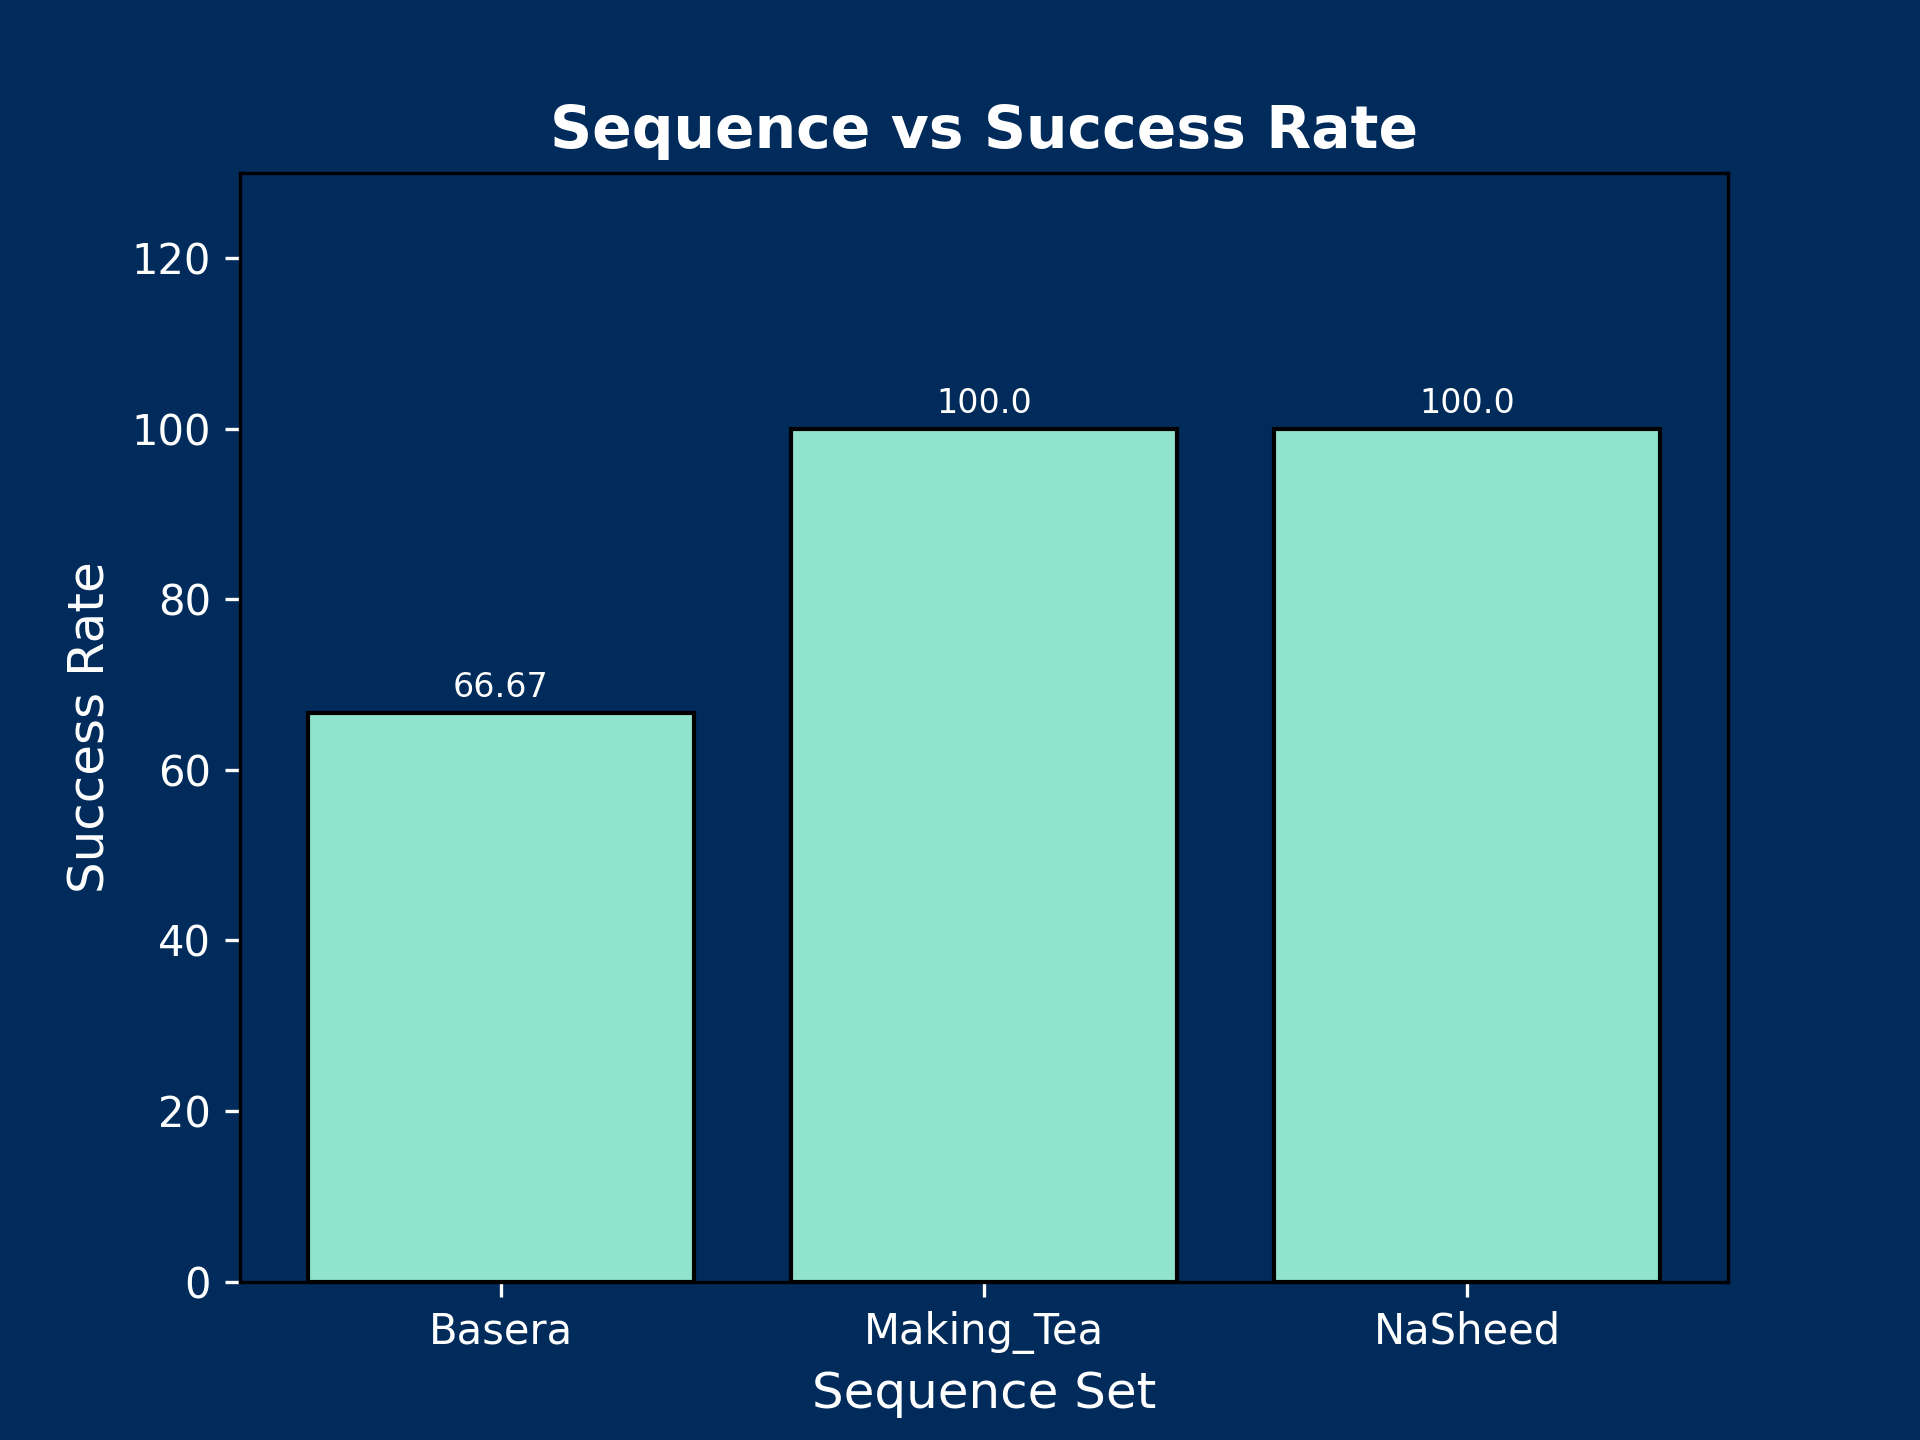 Sequence vs Success Rate
120
100
80
60
40
20
0
Success Rate
66.67
100.0
100.0
Basera
Making_Tea
NaSheed
Sequence Set